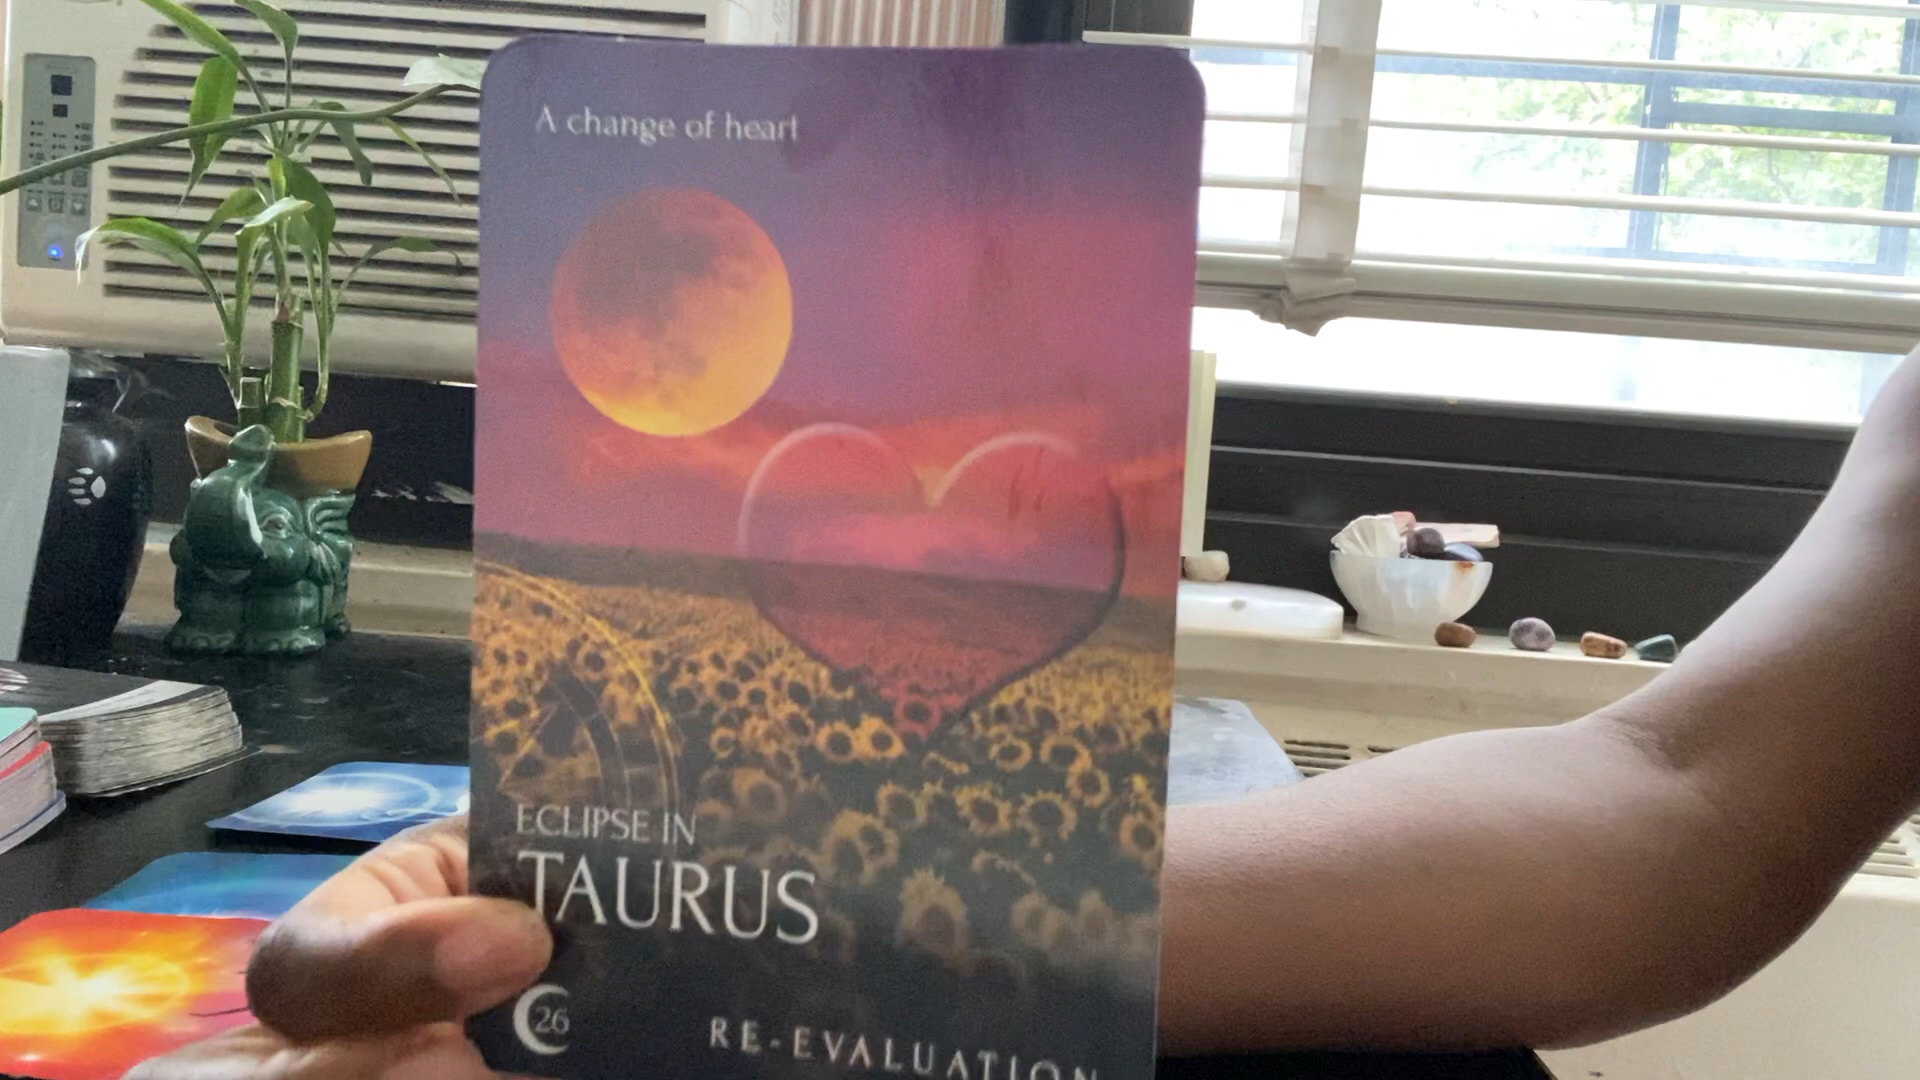 A change of heart
ECLIPSE IN
TAURUS
26
RE-EVALUATION